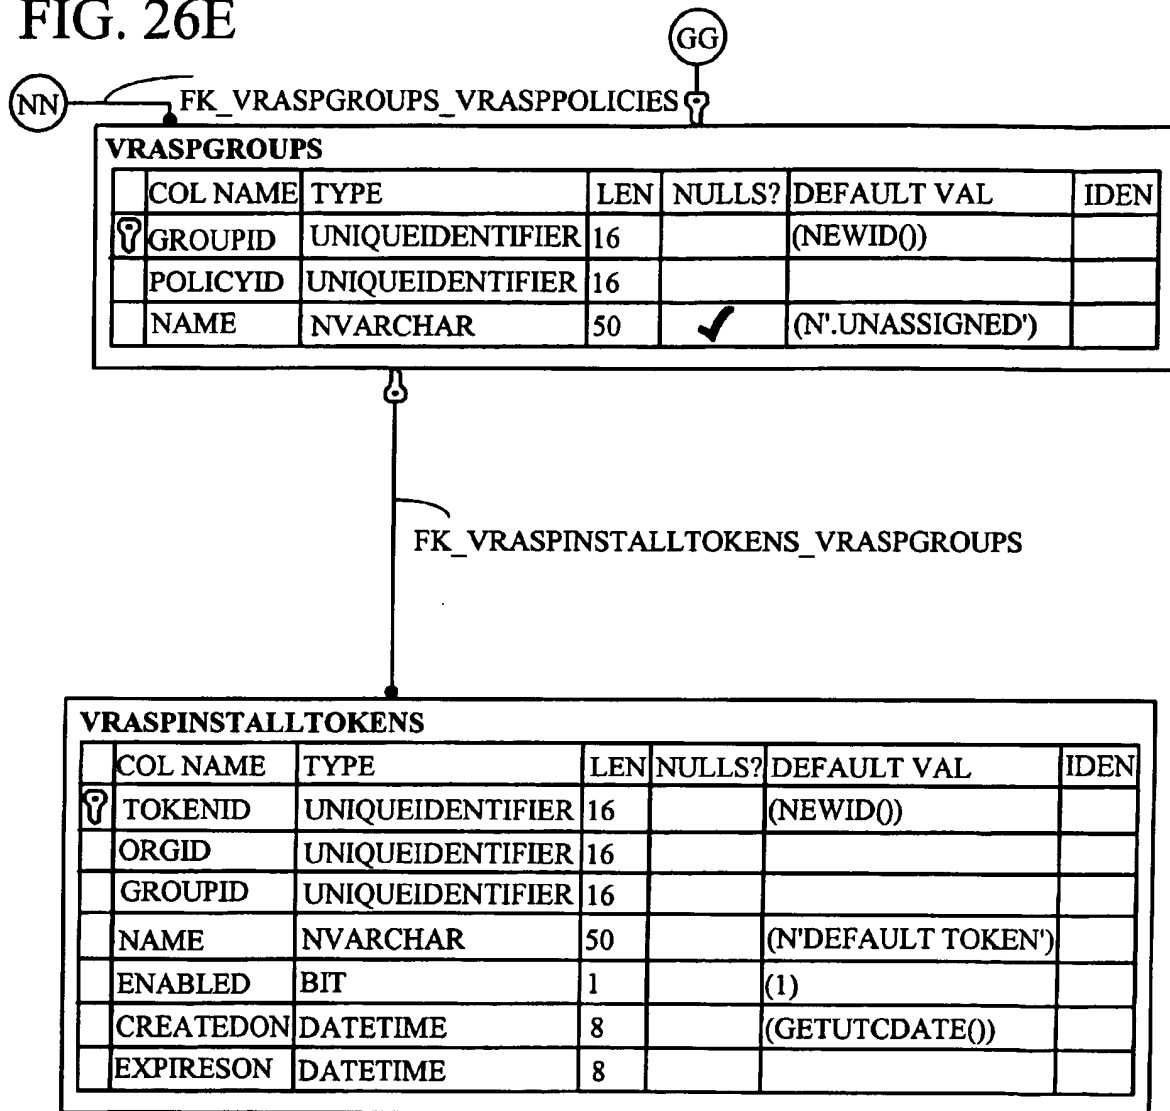 FIG. 26E
GG
NN
FK_VRASPGROUPS_VRASPPOLICIES
VRASPGROUPS
COL NAME TYPE LEN NULLS? DEFAULT VAL IDEN
GROUPID UNIQUEIDENTIFIER 16 (NEWID())
POLICYID UNIQUEIDENTIFIER 16
NAME NVARCHAR 50 ✓ (N'.UNASSIGNED')
FK_VRASPINSTALLTOKENS_VRASPGROUPS
VRASPINSTALLTOKENS
COL NAME TYPE LEN NULLS? DEFAULT VAL IDEN
TOKENID UNIQUEIDENTIFIER 16 (NEWID())
ORGID UNIQUEIDENTIFIER 16
GROUPID UNIQUEIDENTIFIER 16
NAME NVARCHAR 50 (N'DEFAULT TOKEN')
ENABLED BIT 1 (1)
CREATEDON DATETIME 8 (GETUTCDATE())
EXPIRESON DATETIME 8